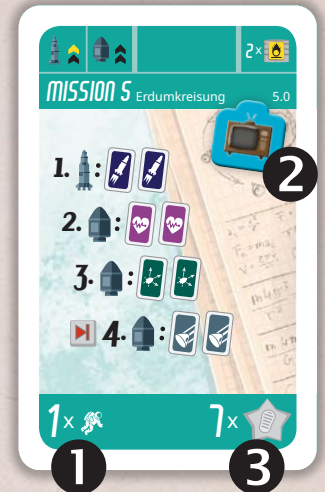 2x
MISSION 5 Erdumkreisung 5.0
2
1. :
2. :
3. :
4. :
1x 7x
1 3